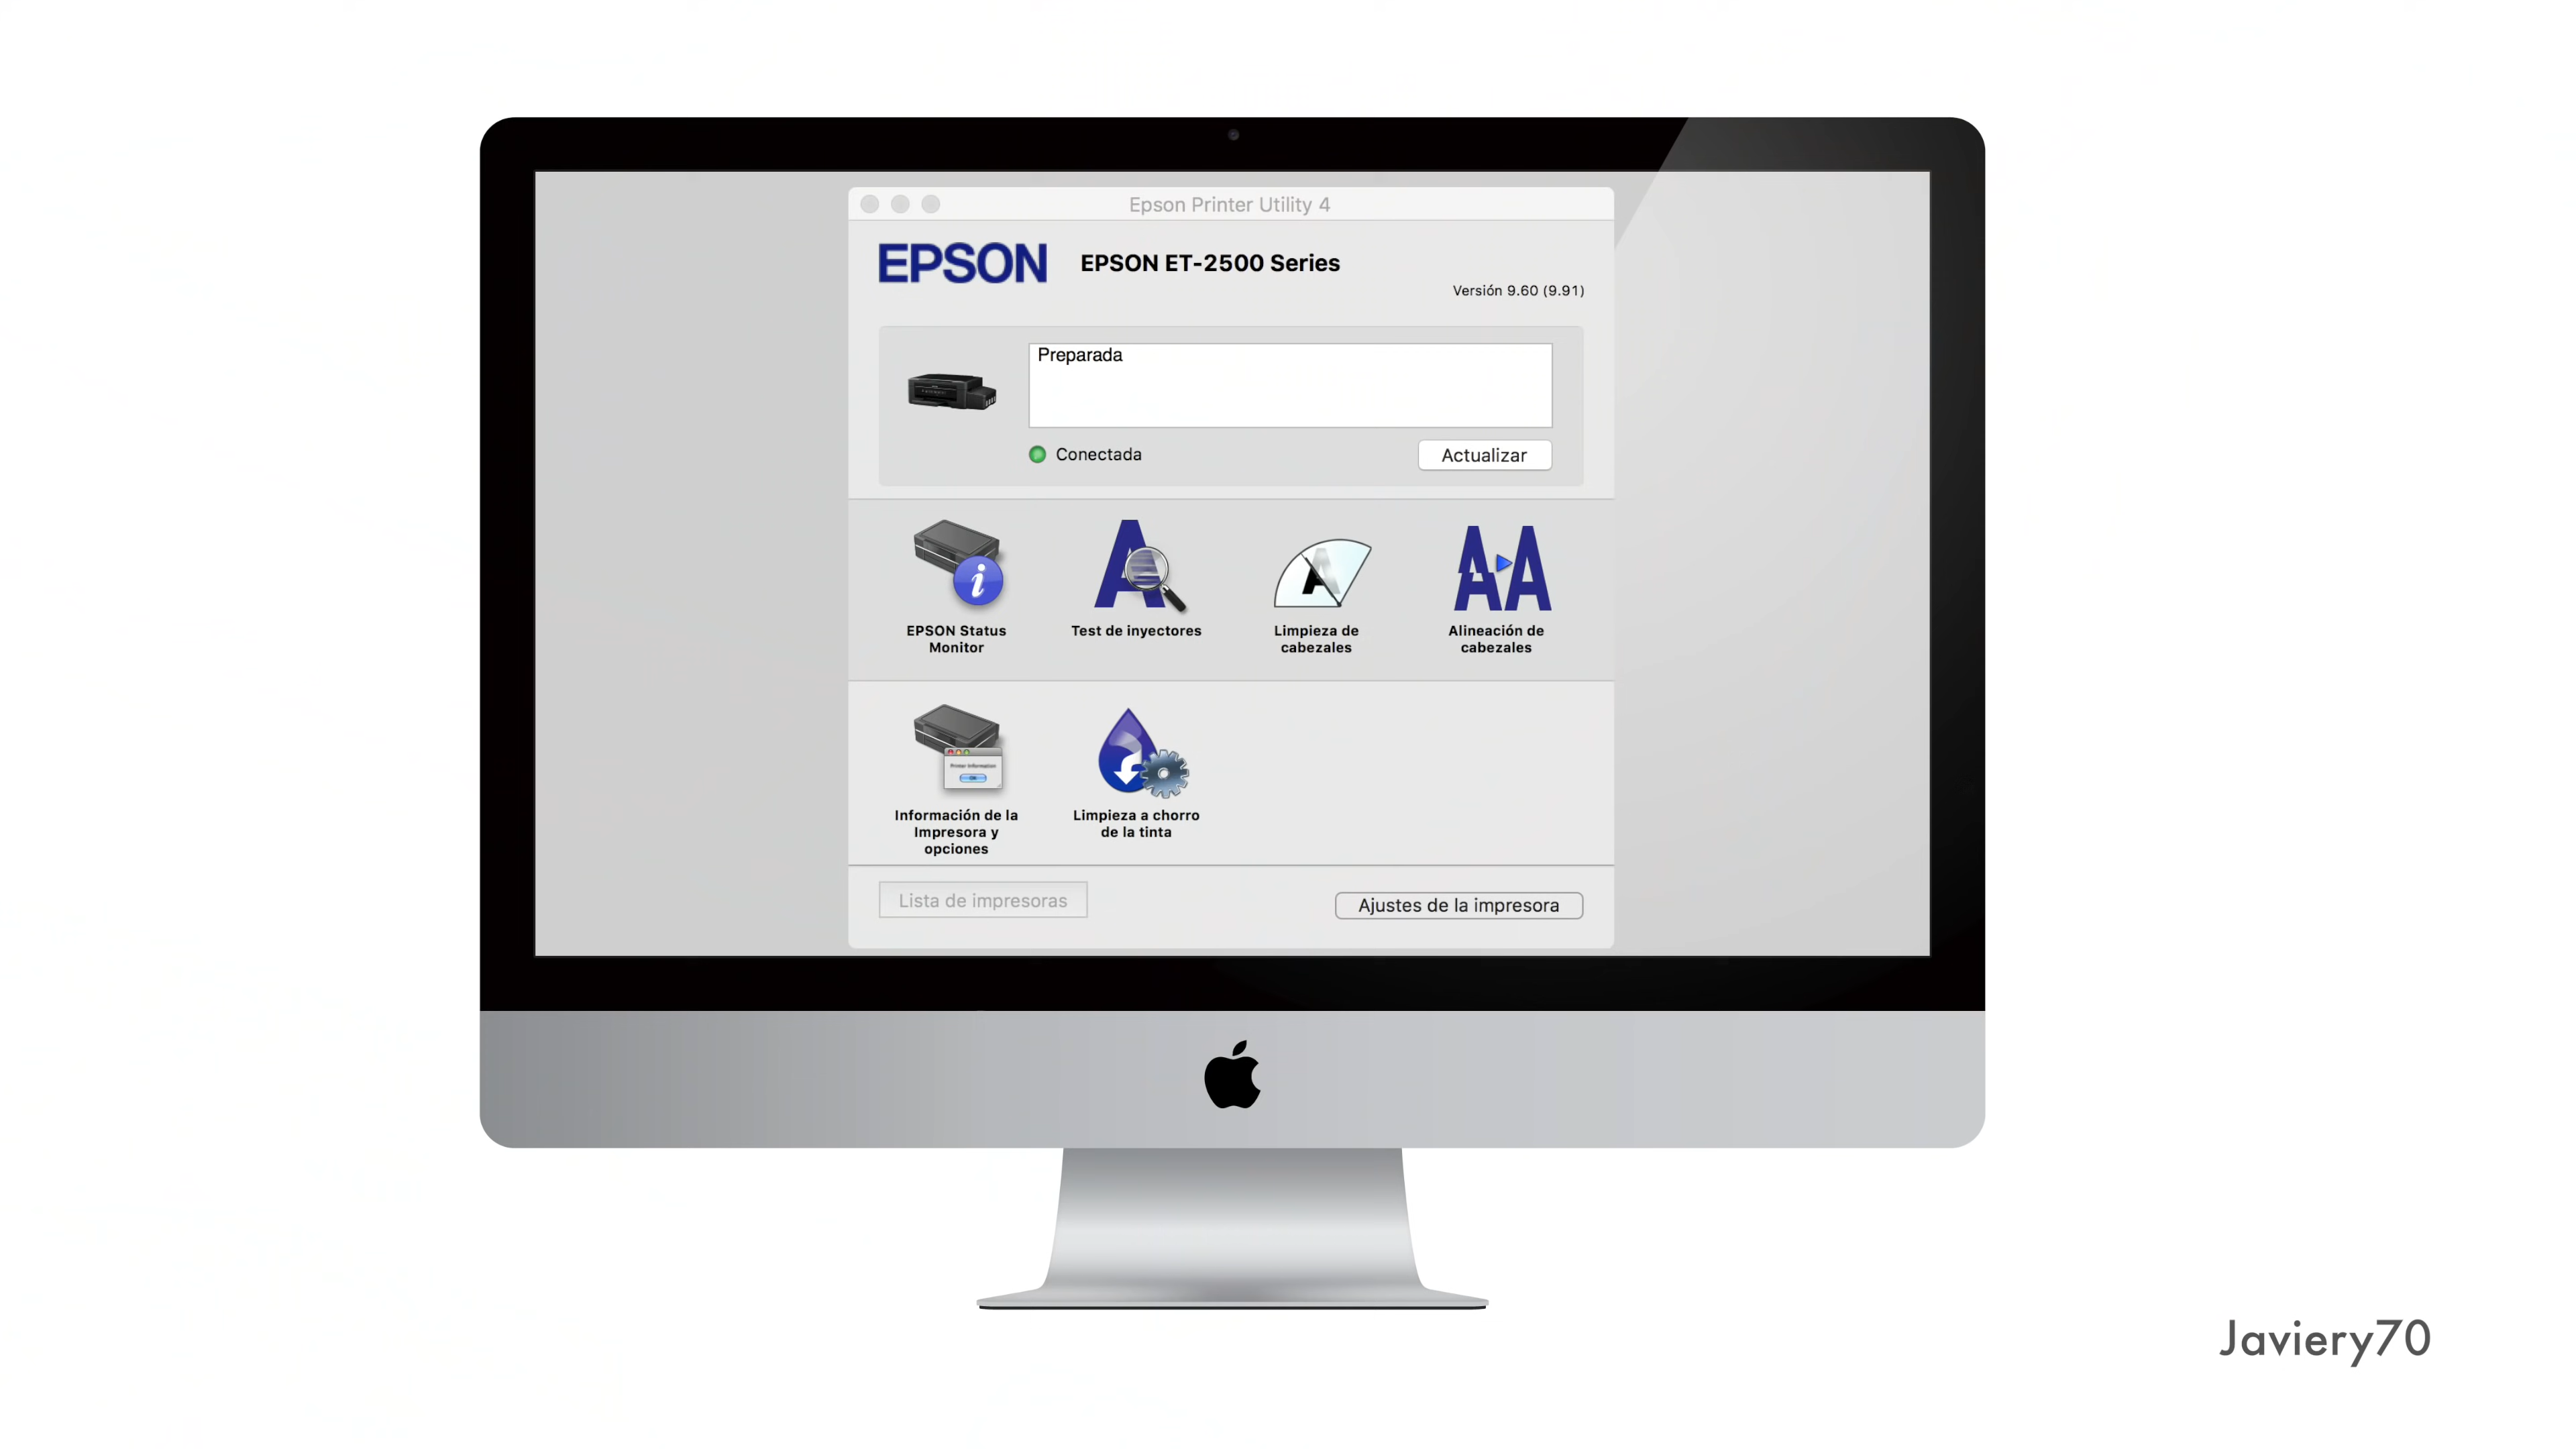 Epson Printer Utility 4
EPSON
EPSON ET-2500 Series
Versión 9.60 (9.91)
Preparada
Conectada
Actualizar
EPSON Status
Monitor
Test de inyectores
Limpieza de
cabezales
Alineación de
cabezales
Printer Information
Información de la
Impresora y
opciones
Limpieza a chorro
de la tinta
Lista de impresoras
Ajustes de la impresora
Javiery70